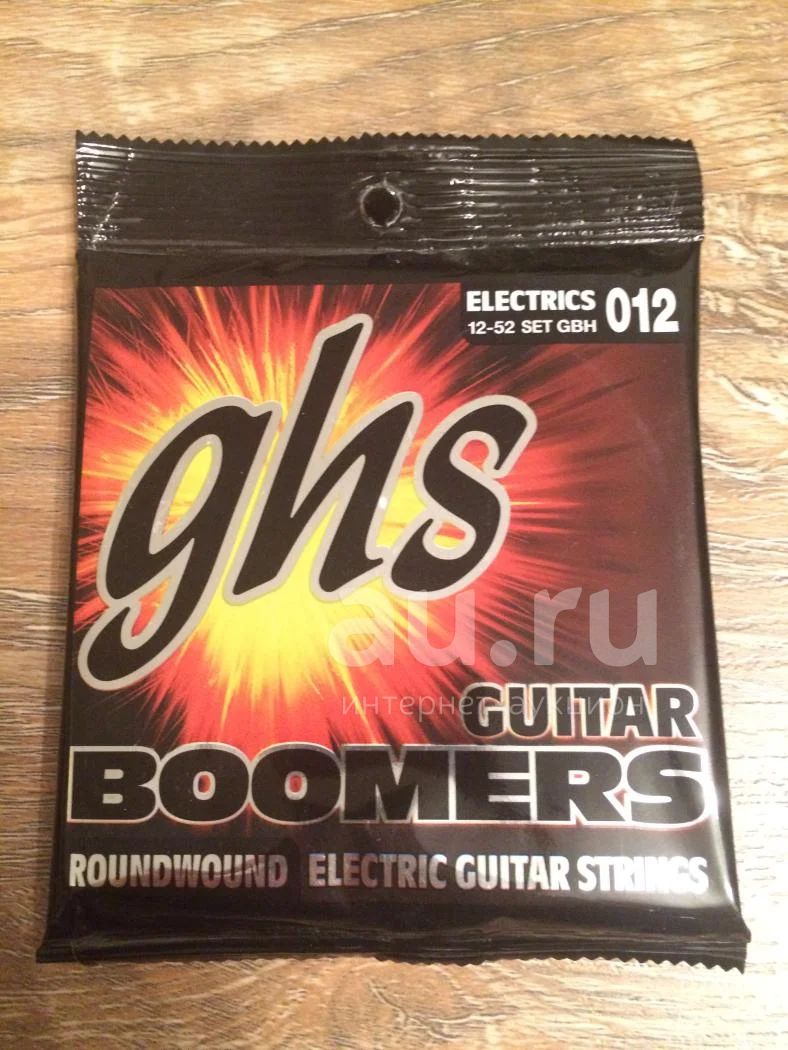 ELECTRICS 012
12-52 SET GBH
ghs
au.ru
интернет-аукцион
GUITAR
BOOMERS
ROUNDWOUND ELECTRIC GUITAR STRINGS